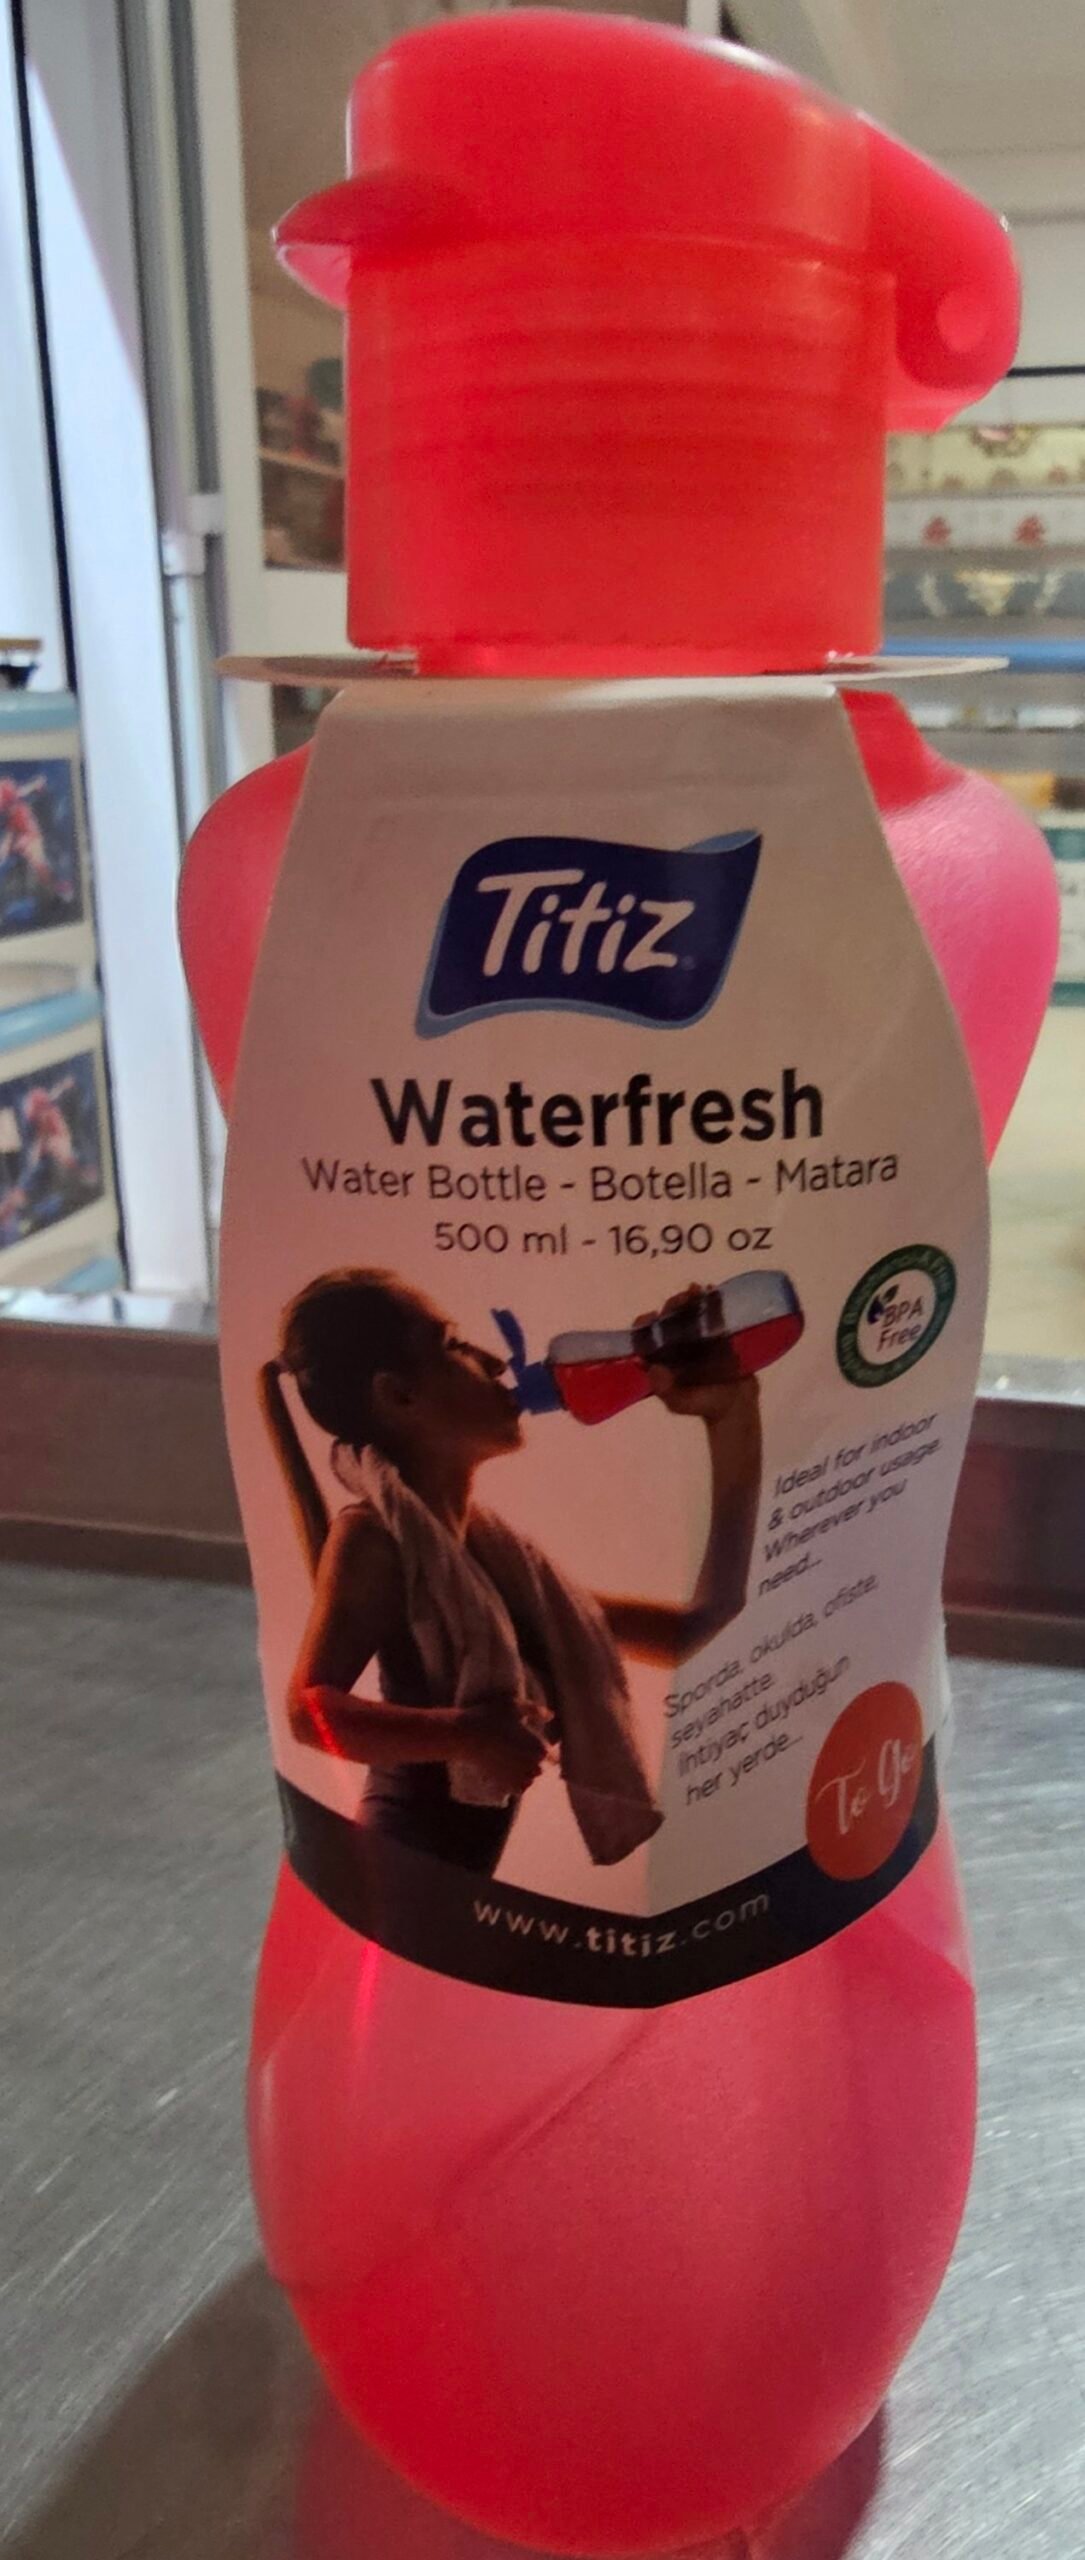 Titiz
Waterfresh
Water Bottle - Botella - Matara
500 ml - 16,90 oz
BPA
Free
Ideal for indoor
& outdoor usage
Wherever you
need...
Sporda, okulda, ofiste,
seyahatte.
İhtiyaç duyduğun
her yerde...
To Go
www.titiz.com